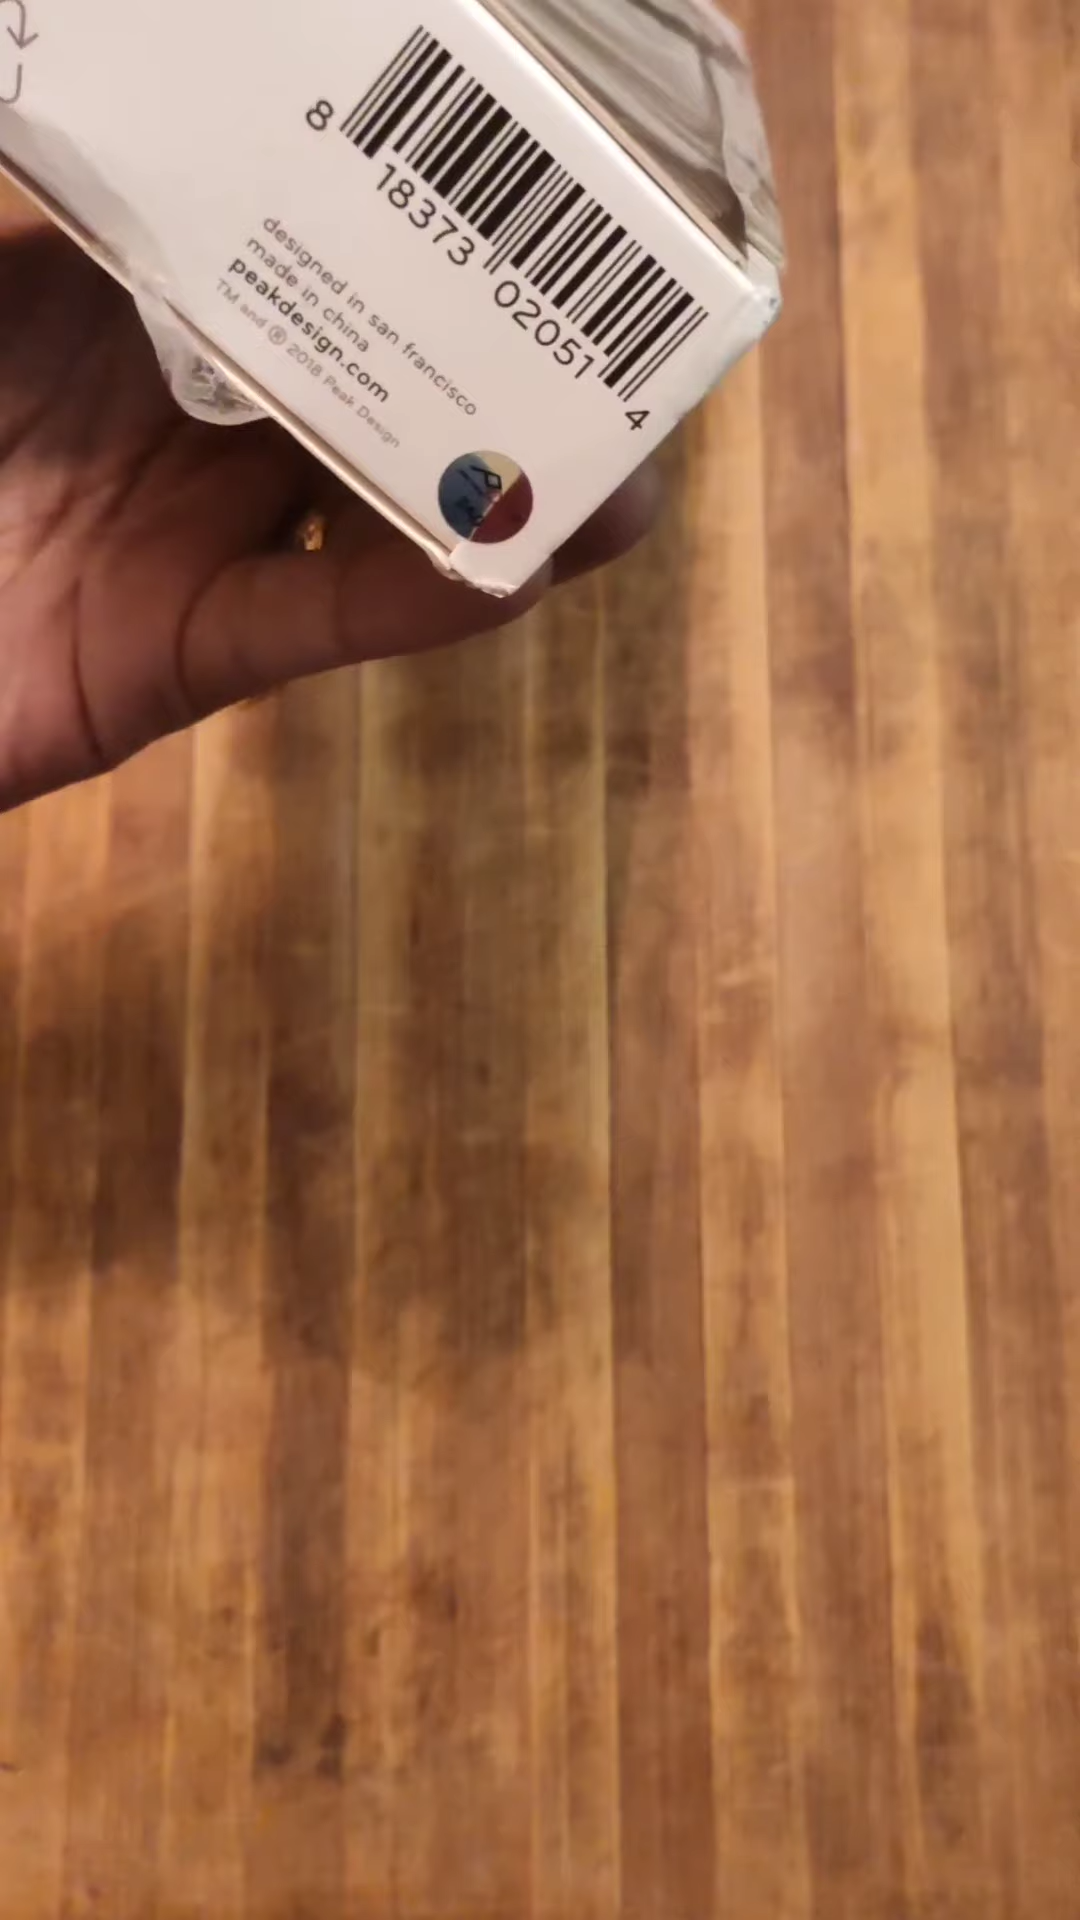 8 18373 02051 4
designed in san francisco
made in china
peakdesign.com
TM and ® 2018 Peak Design